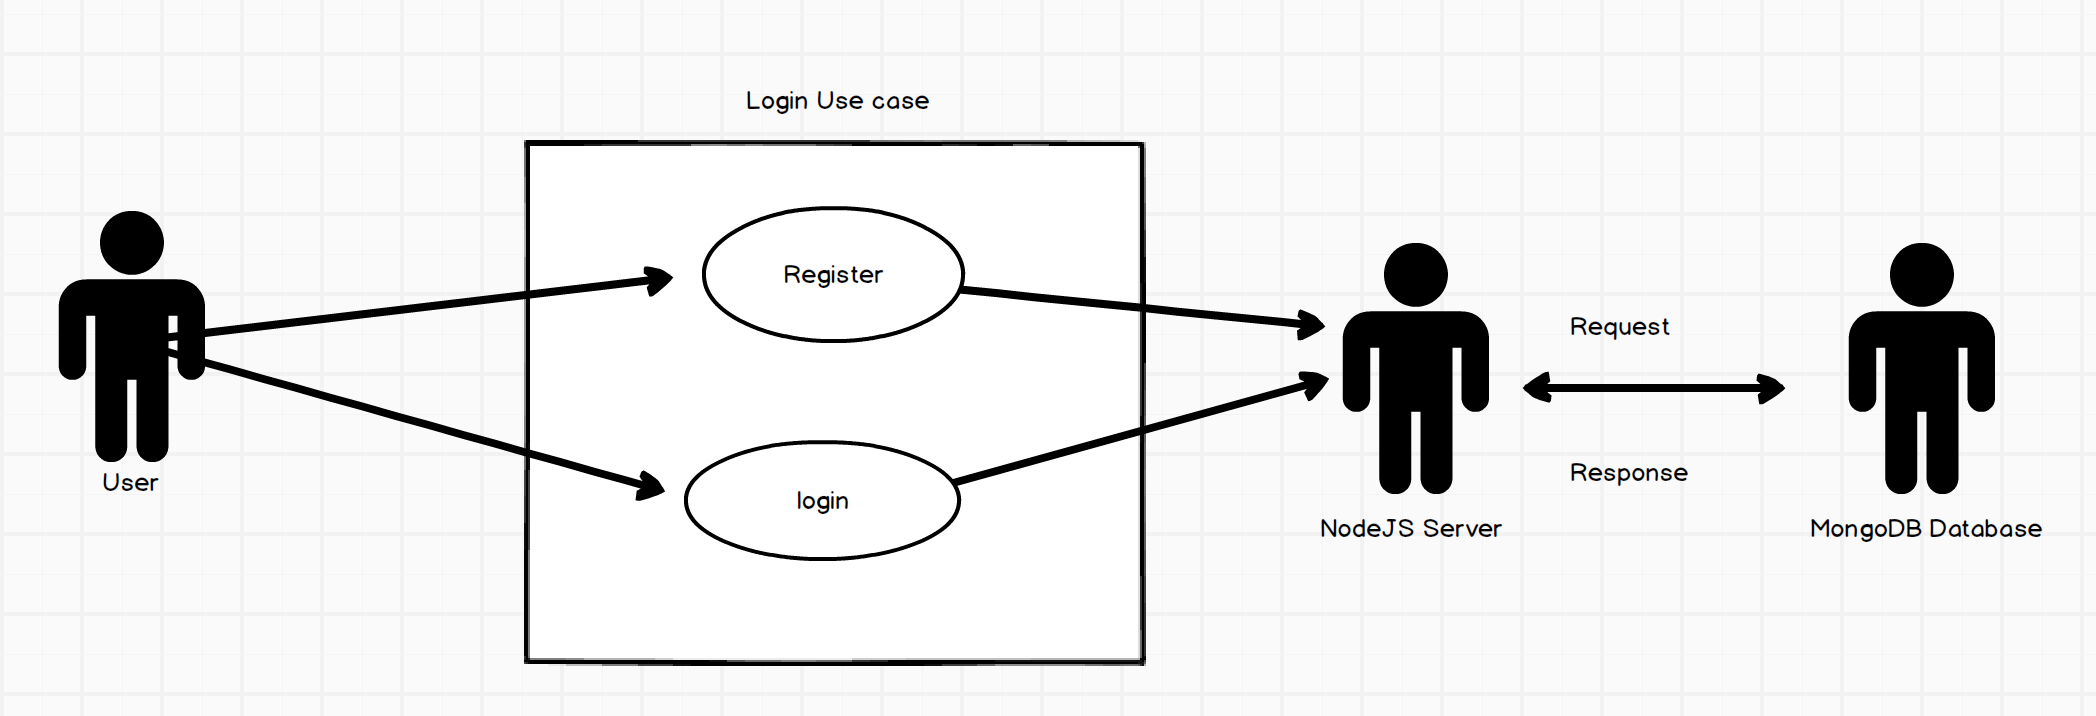 Login Use case
Register
login
User
Request
Response
NodeJS Server
MongoDB Database